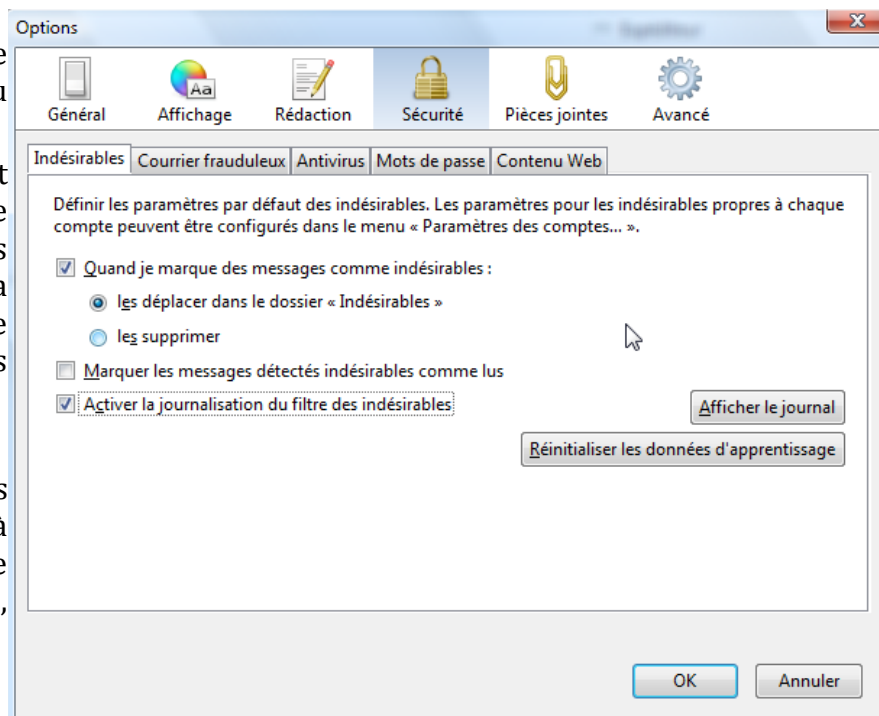 Options
Général Affichage Rédaction Sécurité Pièces jointes Avancé
Indésirables Courrier frauduleux Antivirus Mots de passe Contenu Web
Définir les paramètres par défaut des indésirables. Les paramètres pour les indésirables propres à chaque
compte peuvent être configurés dans le menu « Paramètres des comptes... ».
Quand je marque des messages comme indésirables :
les déplacer dans le dossier « Indésirables »
les supprimer
Marquer les messages détectés indésirables comme lus
Activer la journalisation du filtre des indésirables
Afficher le journal
Réinitialiser les données d'apprentissage
OK Annuler